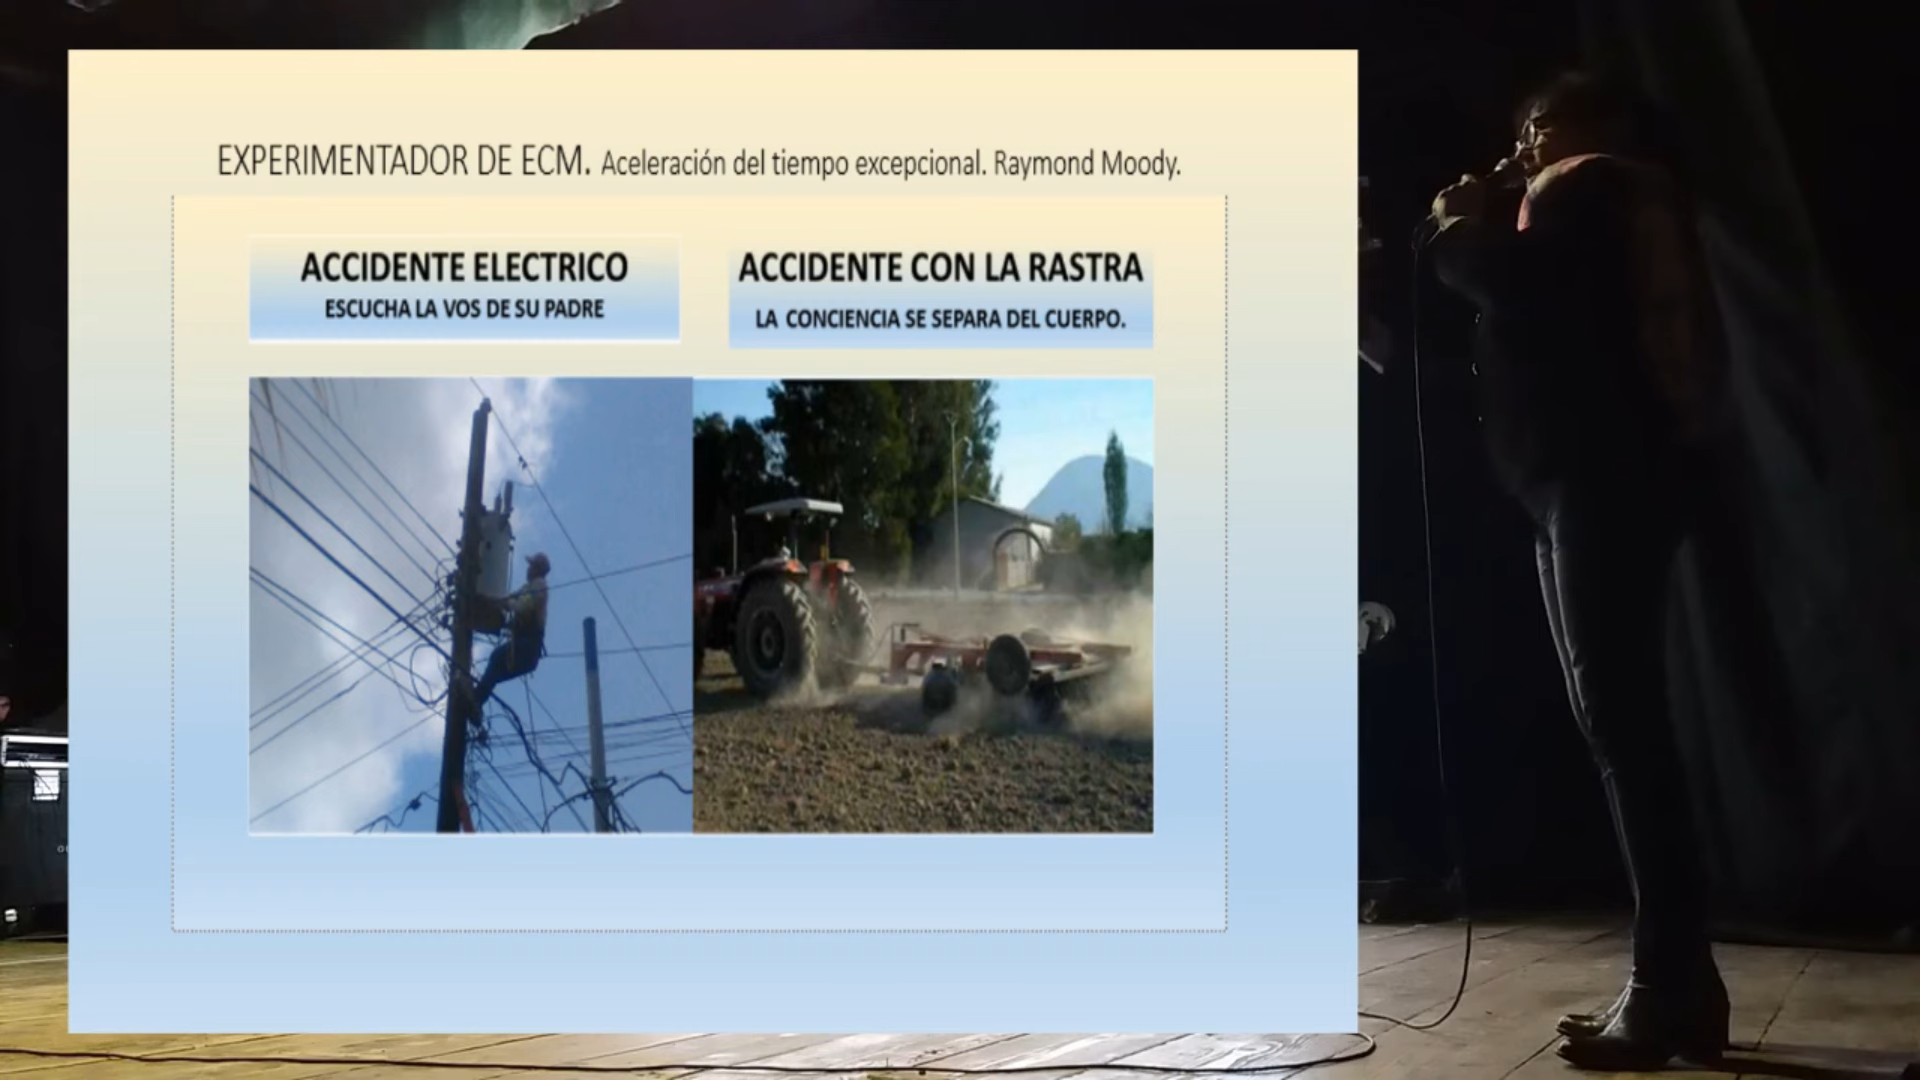 EXPERIMENTADOR DE ECM. Aceleración del tiempo excepcional. Raymond Moody.
ACCIDENTE ELECTRICO
ESCUCHA LA VOS DE SU PADRE
ACCIDENTE CON LA RASTRA
LA CONCIENCIA SE SEPARA DEL CUERPO.